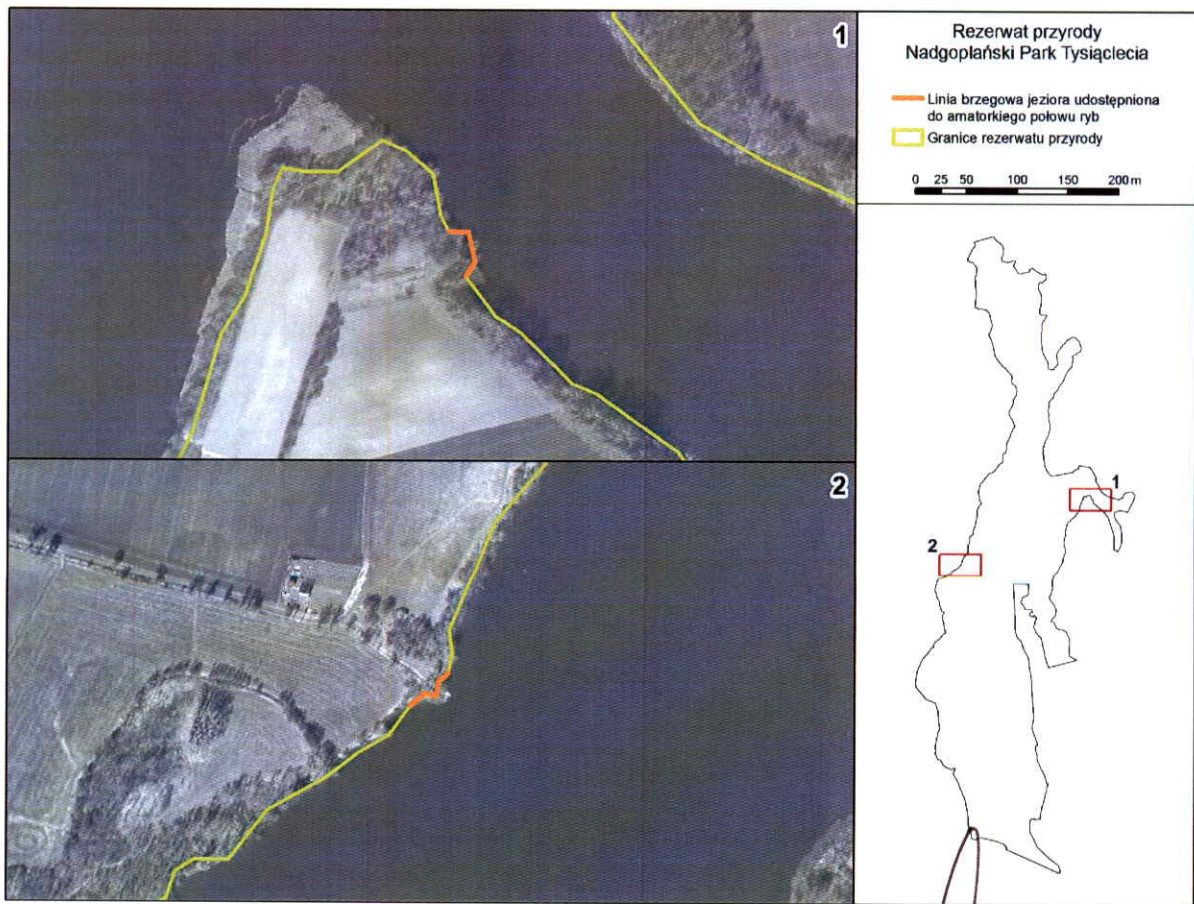 1
2
Rezerwat przyrody
Nadgoplański Park Tysiąclecia
Linia brzegowa jeziora udostępniona
do amatorkiego połowu ryb
Granice rezerwatu przyrody
0 25 50 100 150 200 m
1
2